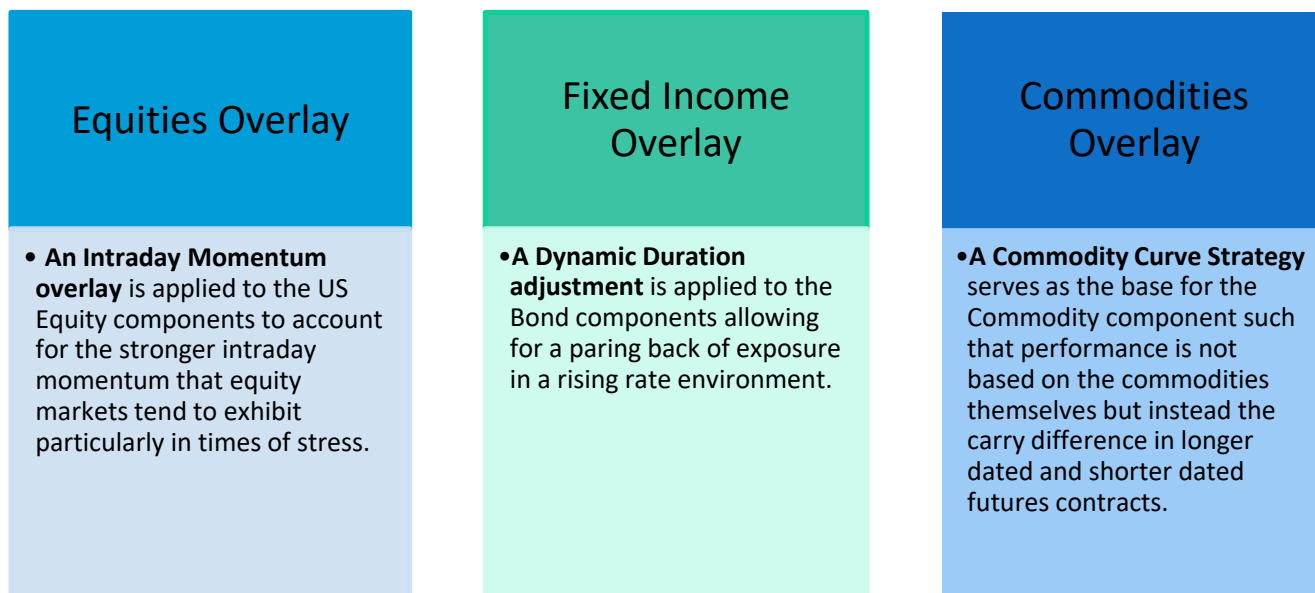 Equities Overlay
• An Intraday Momentum
overlay is applied to the US
Equity components to account
for the stronger intraday
momentum that equity
markets tend to exhibit
particularly in times of stress.
Fixed Income
Overlay
•A Dynamic Duration
adjustment is applied to the
Bond components allowing
for a paring back of exposure
in a rising rate environment.
Commodities
Overlay
•A Commodity Curve Strategy
serves as the base for the
Commodity component such
that performance is not
based on the commodities
themselves but instead the
carry difference in longer
dated and shorter dated
futures contracts.